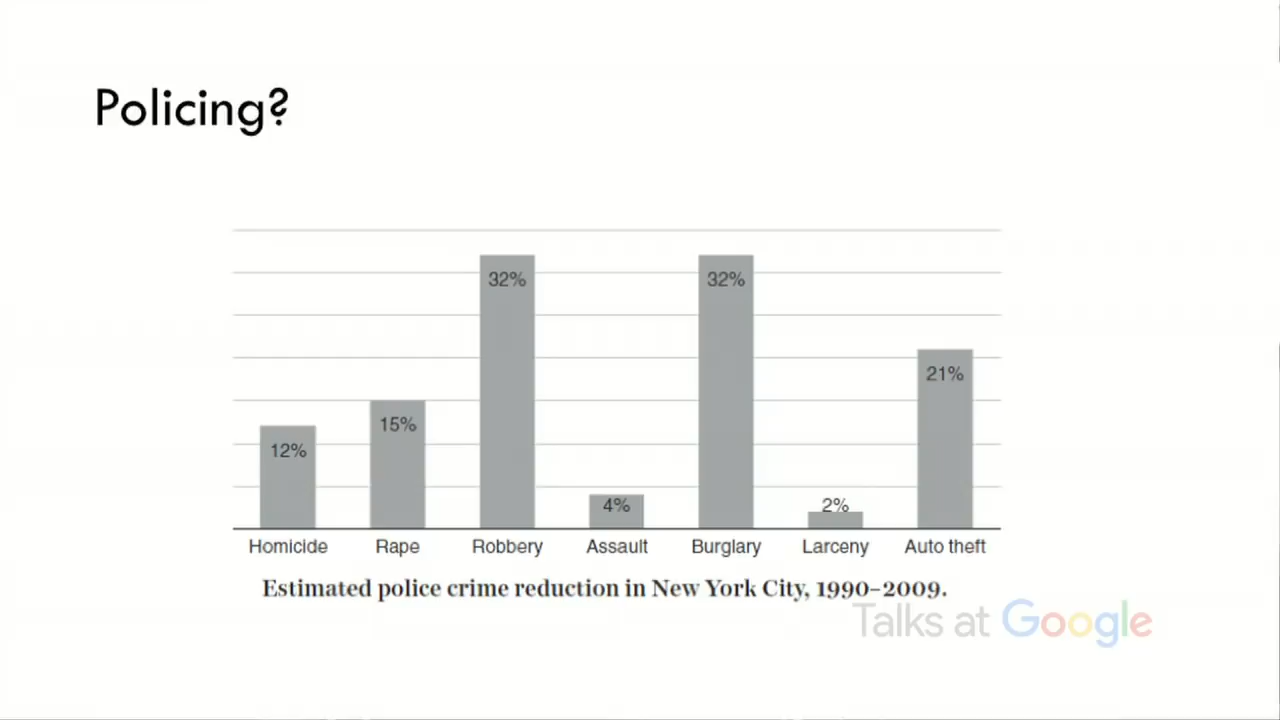 Policing?
32% 32%
21%
15%
12%
4% 2%
Homicide Rape Robbery Assault Burglary Larceny Auto theft
Estimated police crime reduction in New York City, 1990–2009.
Talks at Google